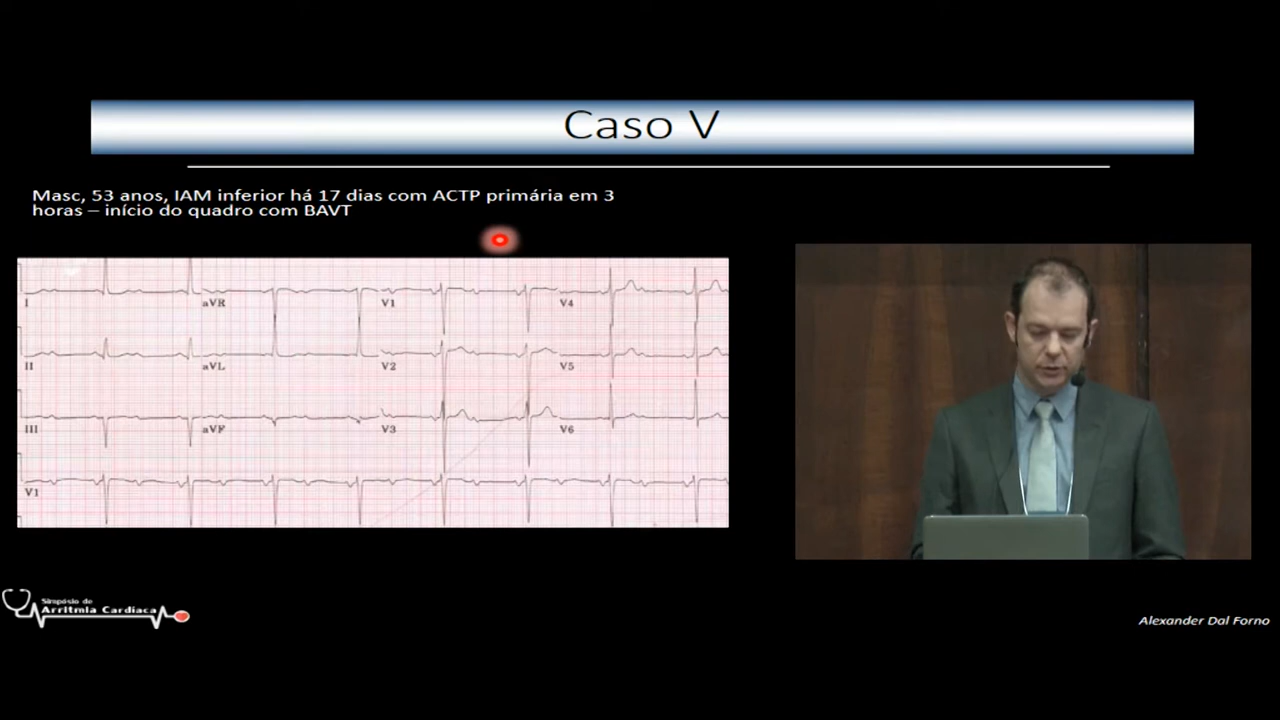 Caso V
Masc, 53 anos, IAM inferior há 17 dias com ACTP primária em 3
horas – início do quadro com BAVT
I
aVR
V1
V4
II
aVL
V2
V5
III
aVF
V3
V6
V1
Simpósio de
Arritmia Cardíaca
Alexander Dal Forno